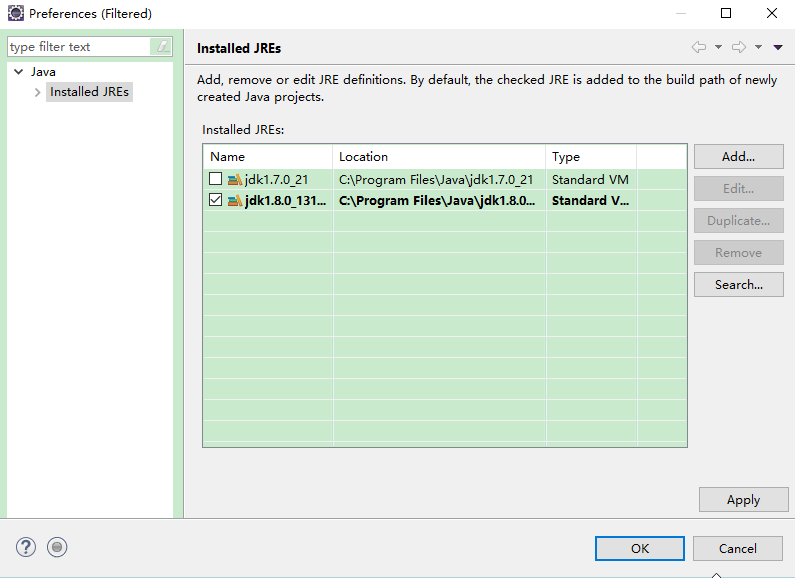 Preferences (Filtered)
type filter text
Java
Installed JREs
Installed JREs
Add, remove or edit JRE definitions. By default, the checked JRE is added to the build path of newly
created Java projects.
Installed JREs:
Name Location Type
jdk1.7.0_21 C:\Program Files\Java\jdk1.7.0_21 Standard VM
jdk1.8.0_131... C:\Program Files\Java\jdk1.8.0... Standard V...
Add...
Edit...
Duplicate...
Remove
Search...
Apply
?
OK Cancel